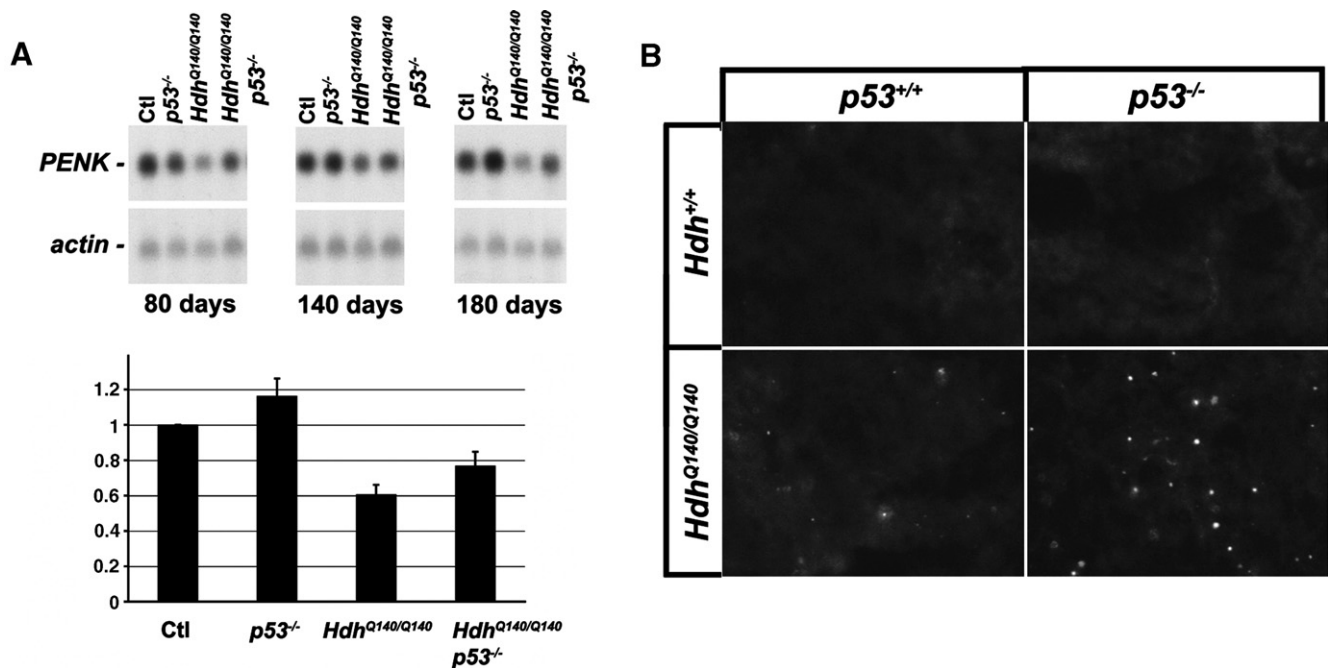 A
Ctl
p53-/-
HdhQ140/Q140
HdhQ140/Q140
p53-/-
Ctl
p53-/-
HdhQ140/Q140
HdhQ140/Q140
p53-/-
Ctl
p53-/-
HdhQ140/Q140
HdhQ140/Q140
p53-/-
PENK -
actin -
80 days
140 days
180 days
1.2
1
0.8
0.6
0.4
0.2
0
Ctl
p53-/-
HdhQ140/Q140
HdhQ140/Q140
p53-/-
B
p53+/+
p53-/-
Hdh+/+
HdhQ140/Q140